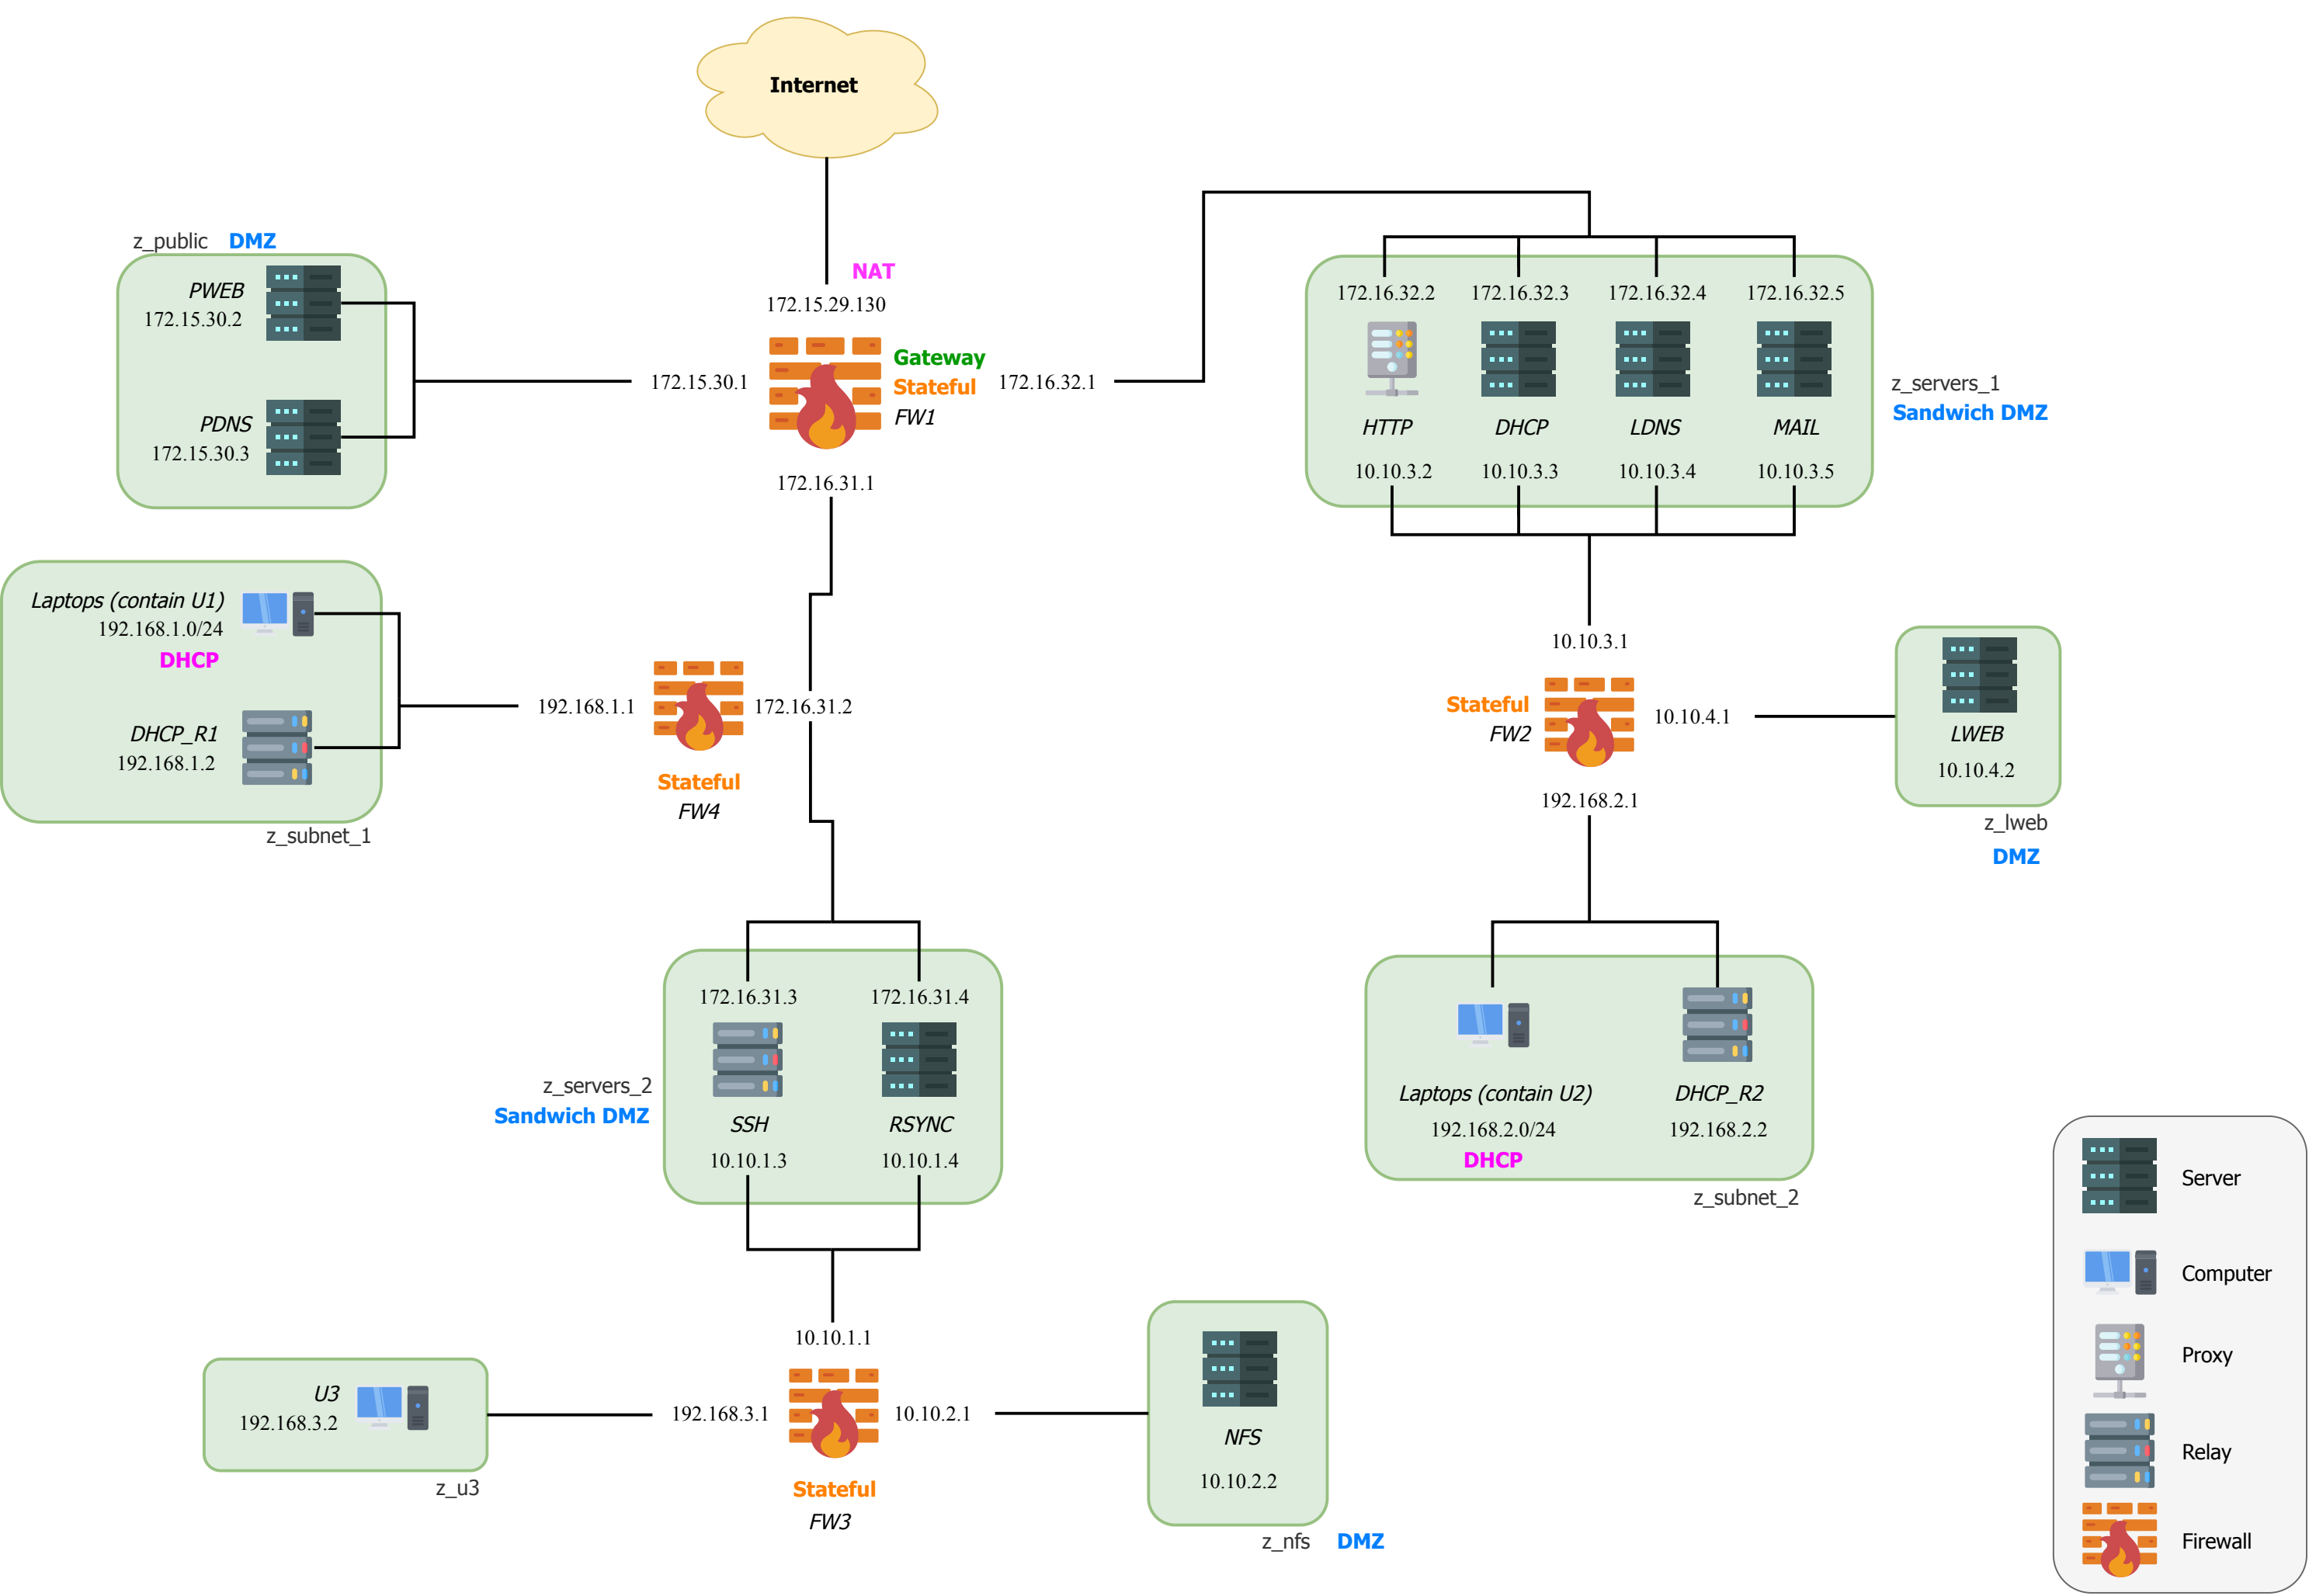 Internet
z_public DMZ
PWEB
172.15.30.2
PDNS
172.15.30.3
NAT
172.15.29.130
172.15.30.1
Gateway
Stateful
FW1
172.16.32.1
172.16.31.1
172.16.32.2 172.16.32.3 172.16.32.4 172.16.32.5
HTTP DHCP LDNS MAIL
10.10.3.2 10.10.3.3 10.10.3.4 10.10.3.5
z_servers_1
Sandwich DMZ
Laptops (contain U1)
192.168.1.0/24
DHCP
DHCP_R1
192.168.1.2
z_subnet_1
192.168.1.1
172.16.31.2
Stateful
FW4
10.10.3.1
Stateful
FW2
10.10.4.1
192.168.2.1
LWEB
10.10.4.2
z_lweb
DMZ
172.16.31.3 172.16.31.4
z_servers_2
Sandwich DMZ
SSH RSYNC
10.10.1.3 10.10.1.4
Laptops (contain U2)
192.168.2.0/24
DHCP
DHCP_R2
192.168.2.2
z_subnet_2
10.10.1.1
U3
192.168.3.2
z_u3
192.168.3.1
10.10.2.1
Stateful
FW3
NFS
10.10.2.2
z_nfs DMZ
Server
Computer
Proxy
Relay
Firewall